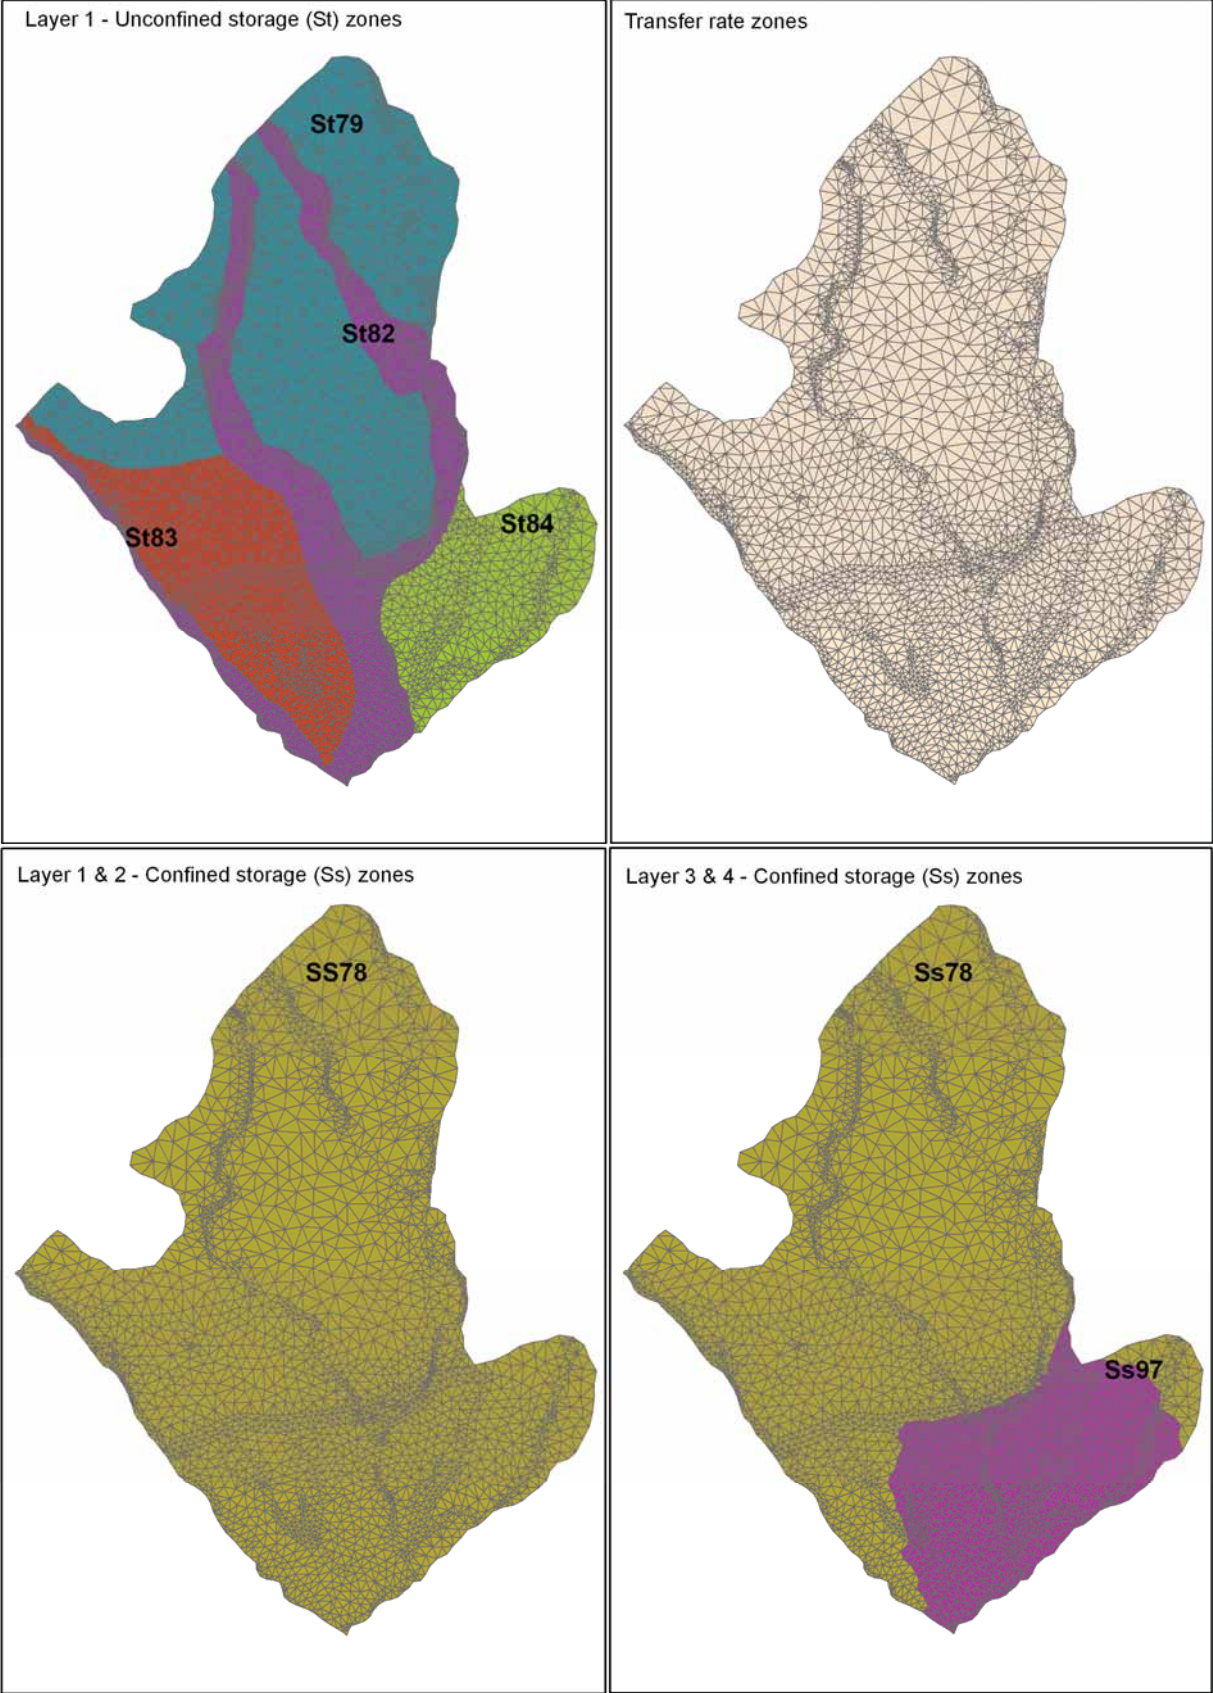 Layer 1 - Unconfined storage (St) zones
St79
St82
St83
St84
Transfer rate zones
Layer 1 & 2 - Confined storage (Ss) zones
SS78
Layer 3 & 4 - Confined storage (Ss) zones
Ss78
Ss97